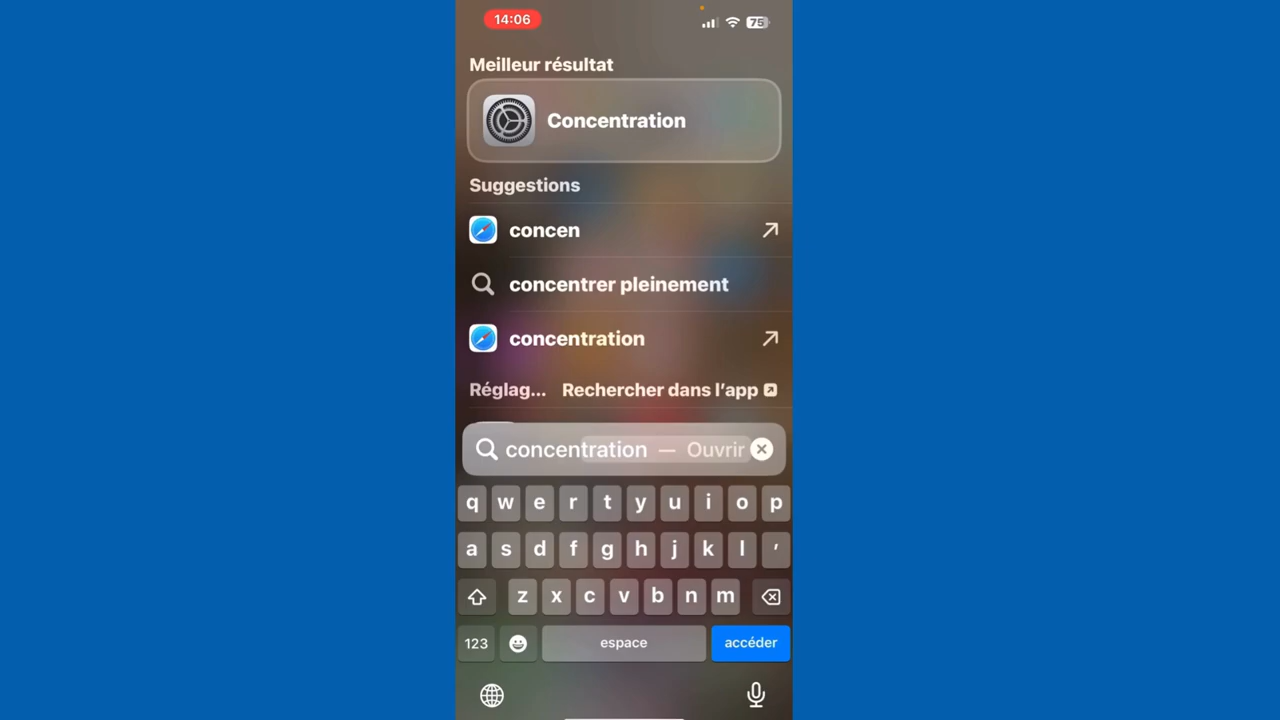 14:06
75
Meilleur résultat
Concentration
Suggestions
concen
concentrer pleinement
concentration
Réglag... Rechercher dans l’app
concentration — Ouvrir
q w e r t y u i o p
a s d f g h j k l ′
z x c v b n m
123 espace accéder